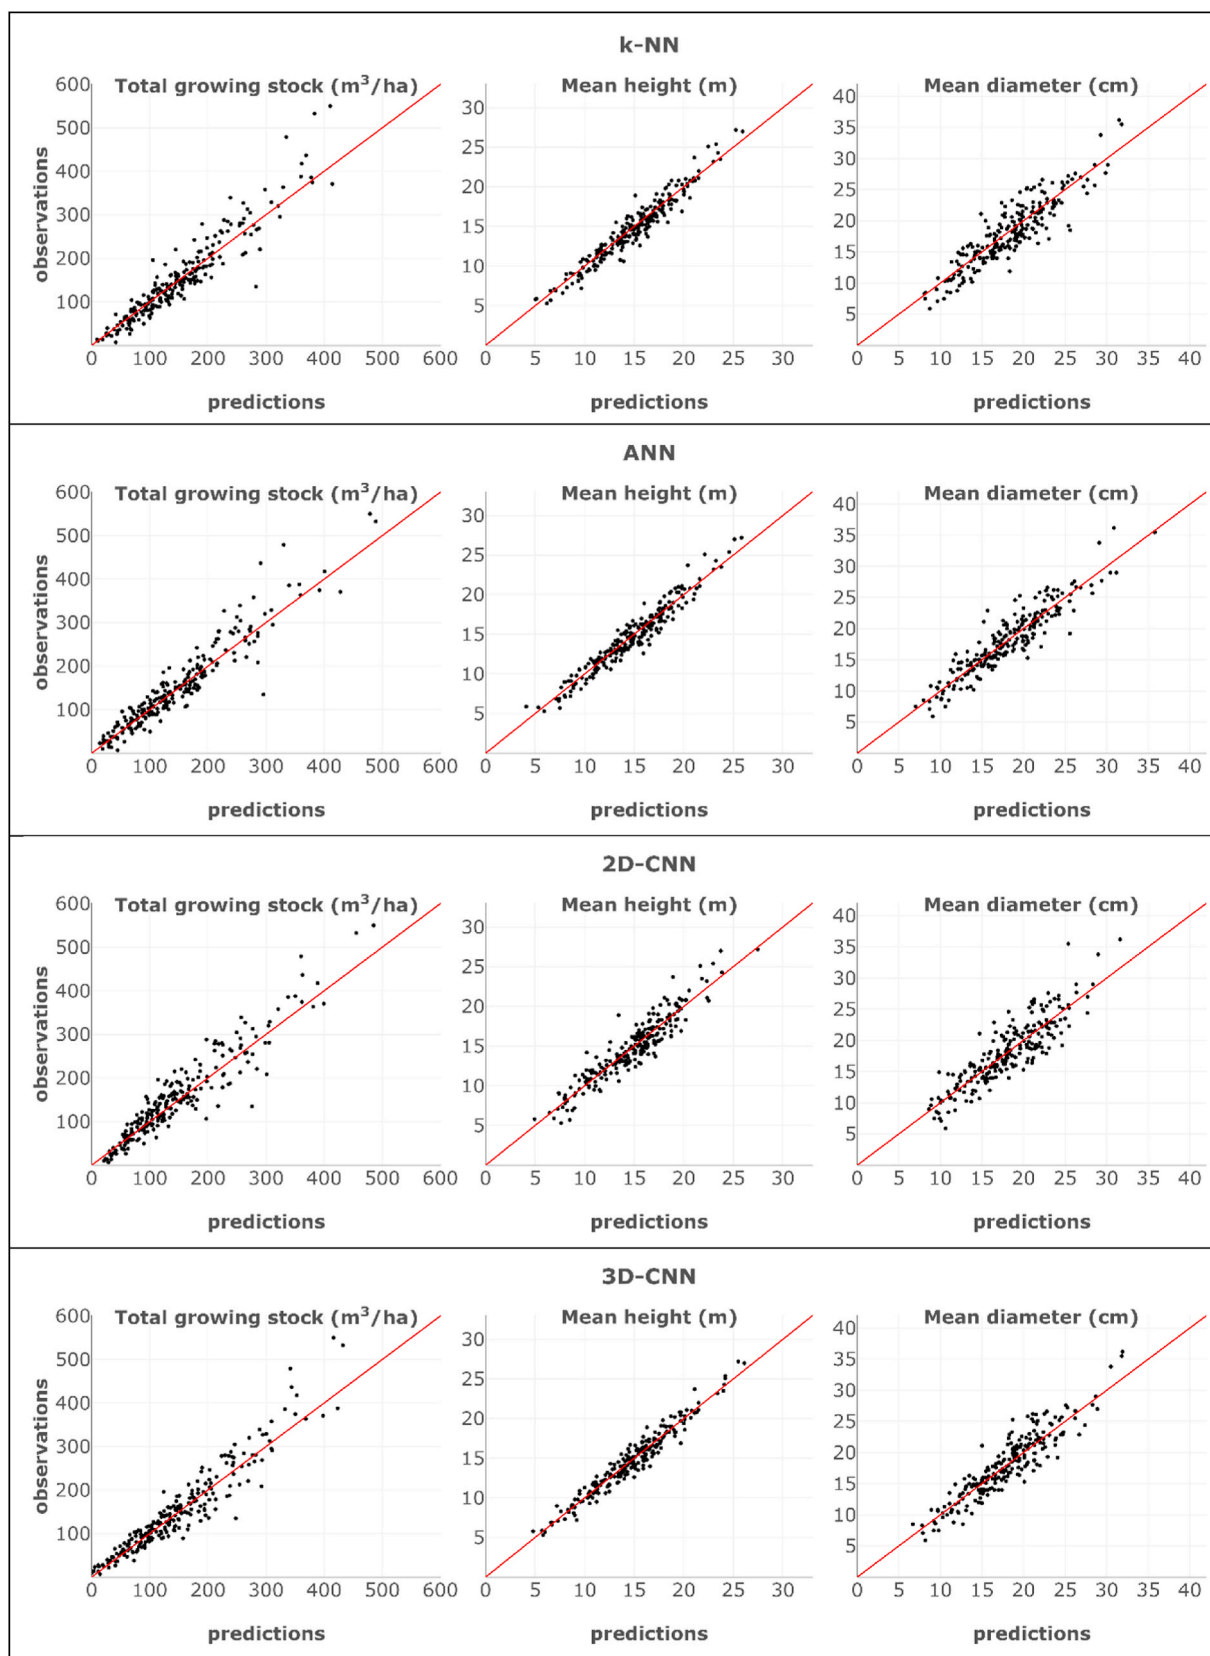 k-NN
Total growing stock (m³/ha) Mean height (m) Mean diameter (cm)
observations
600
500
400
300
200
100
0 100 200 300 400 500 600
30
25
20
15
10
5
0 5 10 15 20 25 30
40
35
30
25
20
15
10
5
0 5 10 15 20 25 30 35 40
predictions predictions predictions
ANN
Total growing stock (m³/ha) Mean height (m) Mean diameter (cm)
observations
600
500
400
300
200
100
0 100 200 300 400 500 600
30
25
20
15
10
5
0 5 10 15 20 25 30
40
35
30
25
20
15
10
5
0 5 10 15 20 25 30 35 40
predictions predictions predictions
2D-CNN
Total growing stock (m³/ha) Mean height (m) Mean diameter (cm)
observations
600
500
400
300
200
100
0 100 200 300 400 500 600
30
25
20
15
10
5
0 5 10 15 20 25 30
40
35
30
25
20
15
10
5
0 5 10 15 20 25 30 35 40
predictions predictions predictions
3D-CNN
Total growing stock (m³/ha) Mean height (m) Mean diameter (cm)
observations
600
500
400
300
200
100
0 100 200 300 400 500 600
30
25
20
15
10
5
0 5 10 15 20 25 30
40
35
30
25
20
15
10
5
0 5 10 15 20 25 30 35 40
predictions predictions predictions